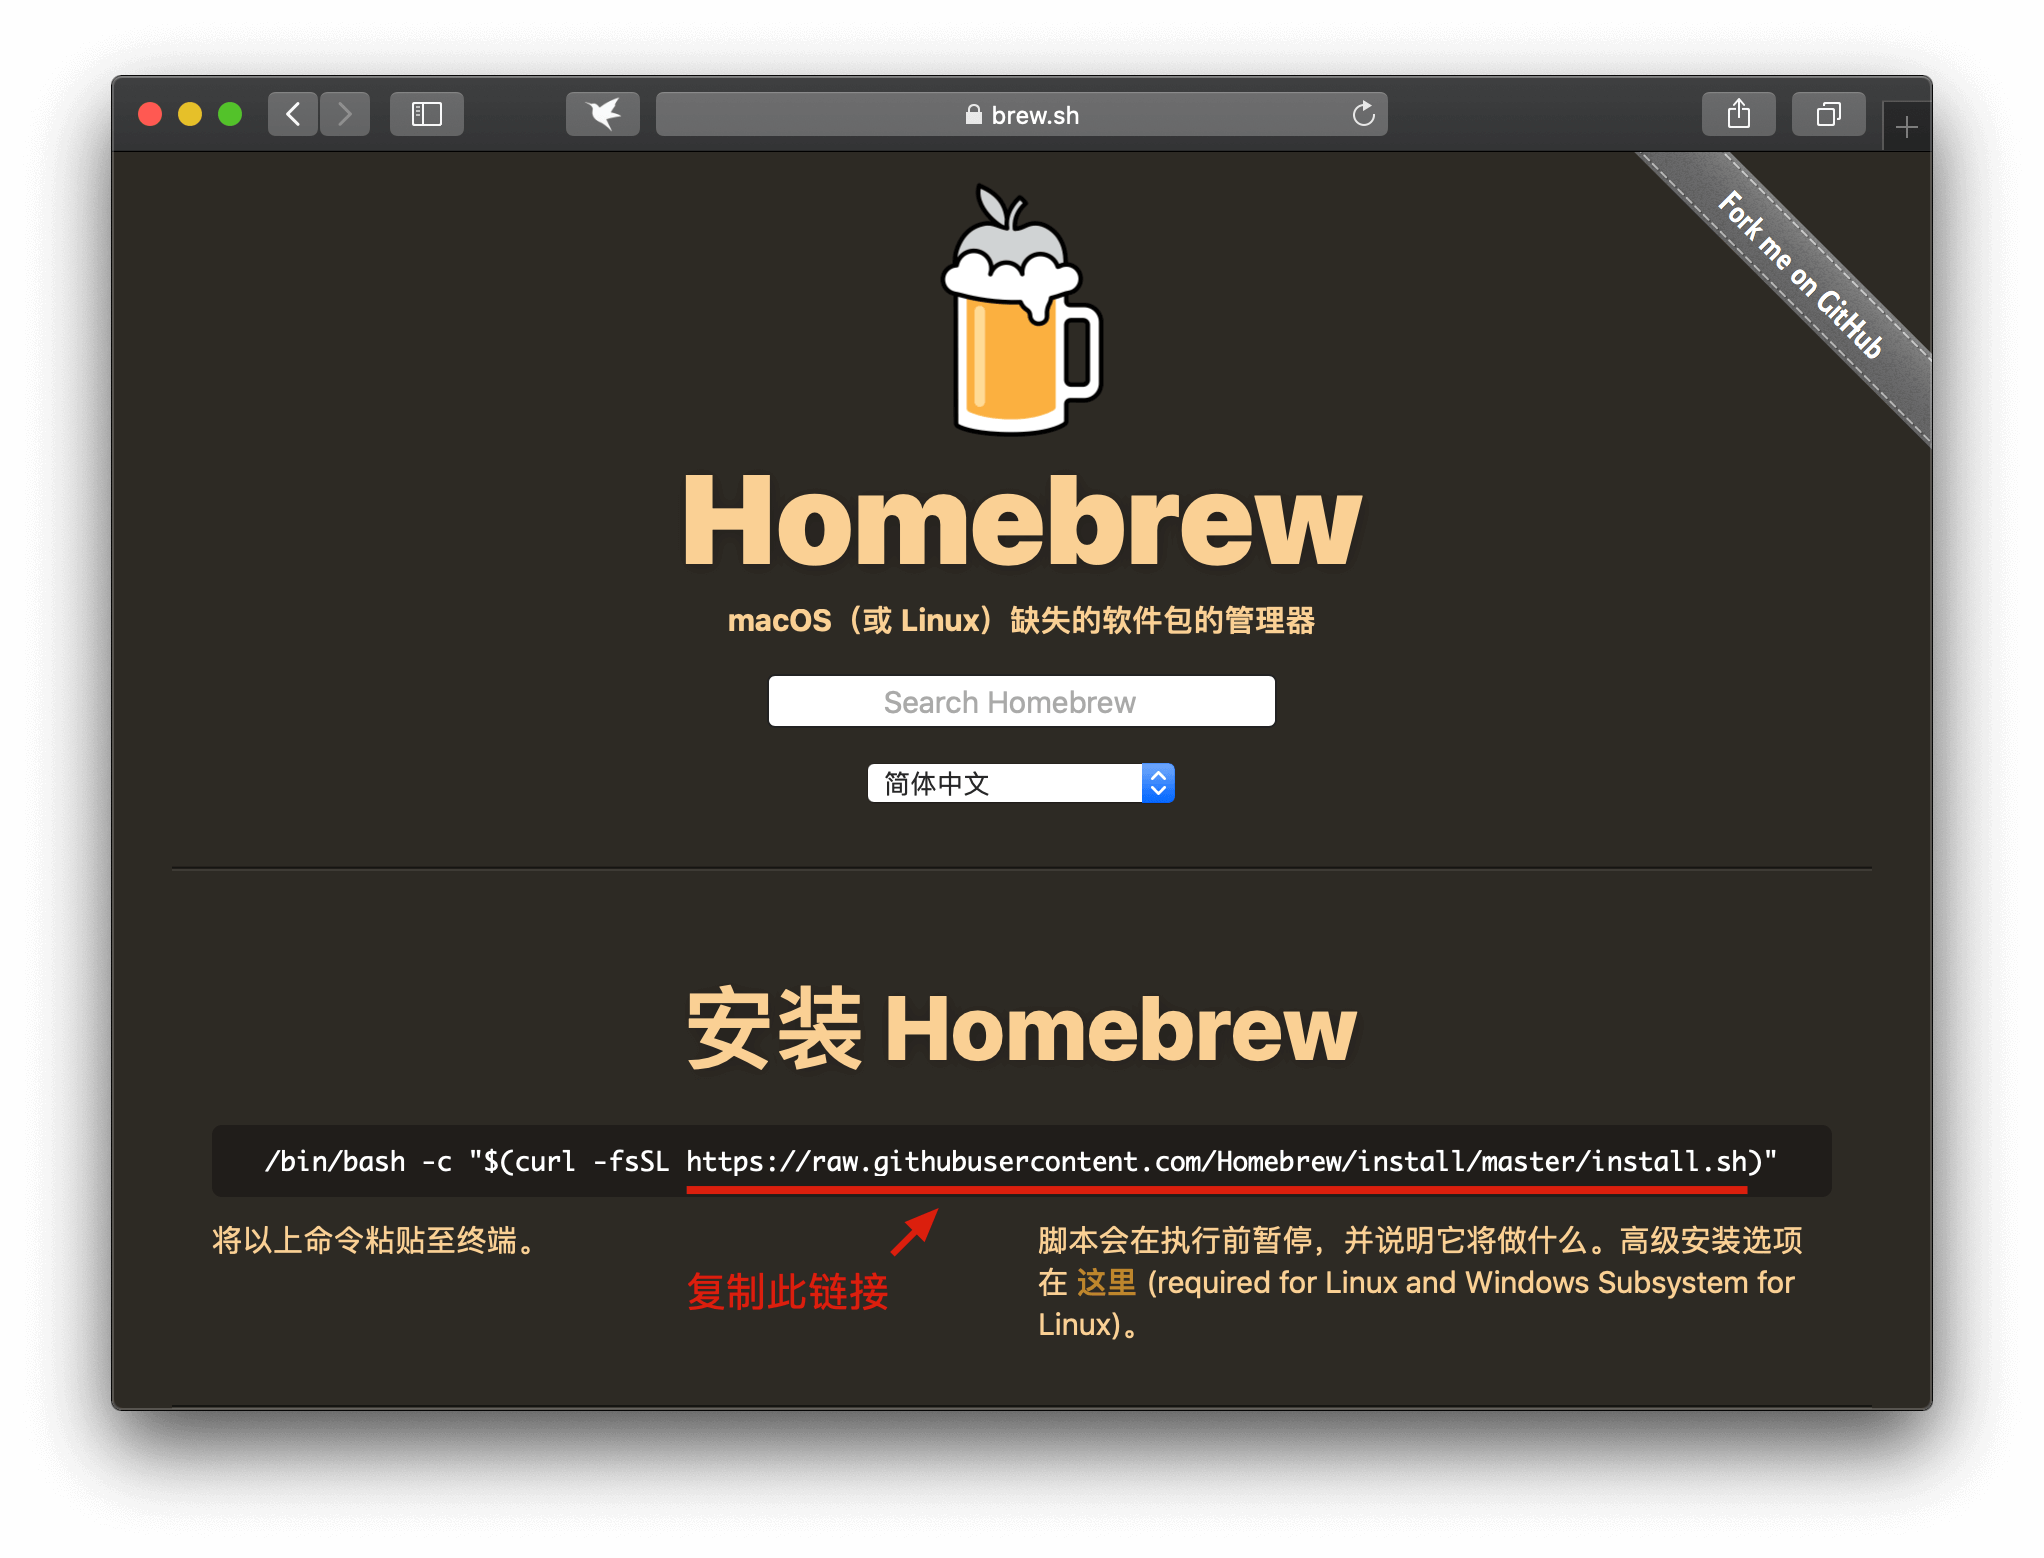 brew.sh
Fork me on GitHub
Homebrew
macOS（或 Linux）缺失的软件包的管理器
Search Homebrew
简体中文
安装 Homebrew
/bin/bash -c "$(curl -fsSL https://raw.githubusercontent.com/Homebrew/install/master/install.sh)"
将以上命令粘贴至终端。
复制此链接
脚本会在执行前暂停，并说明它将做什么。高级安装选项
在 这里 (required for Linux and Windows Subsystem for
Linux)。